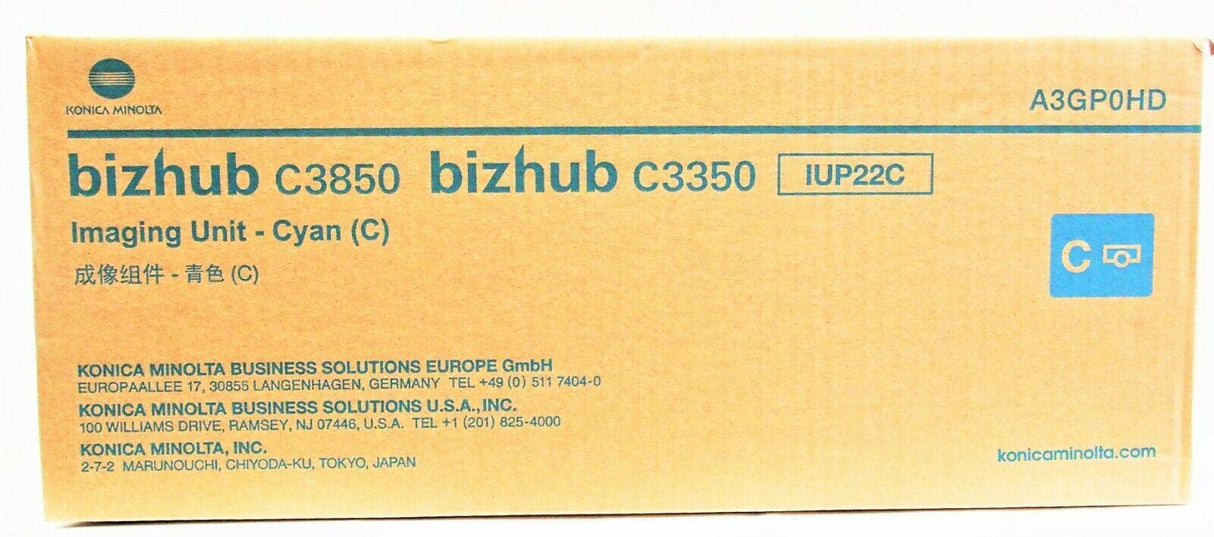 KONICA MINOLTA
A3GP0HD
bizhub C3850 bizhub C3350 IUP22C
Imaging Unit - Cyan (C)
成像组件 - 青色 (C)
C
KONICA MINOLTA BUSINESS SOLUTIONS EUROPE GmbH
EUROPAALLEE 17, 30855 LANGENHAGEN, GERMANY TEL +49 (0) 511 7404-0
KONICA MINOLTA BUSINESS SOLUTIONS U.S.A., INC.
100 WILLIAMS DRIVE, RAMSEY, NJ 07446, U.S.A. TEL +1 (201) 825-4000
KONICA MINOLTA, INC.
2-7-2 MARUNOUCHI, CHIYODA-KU, TOKYO, JAPAN
konicaminolta.com